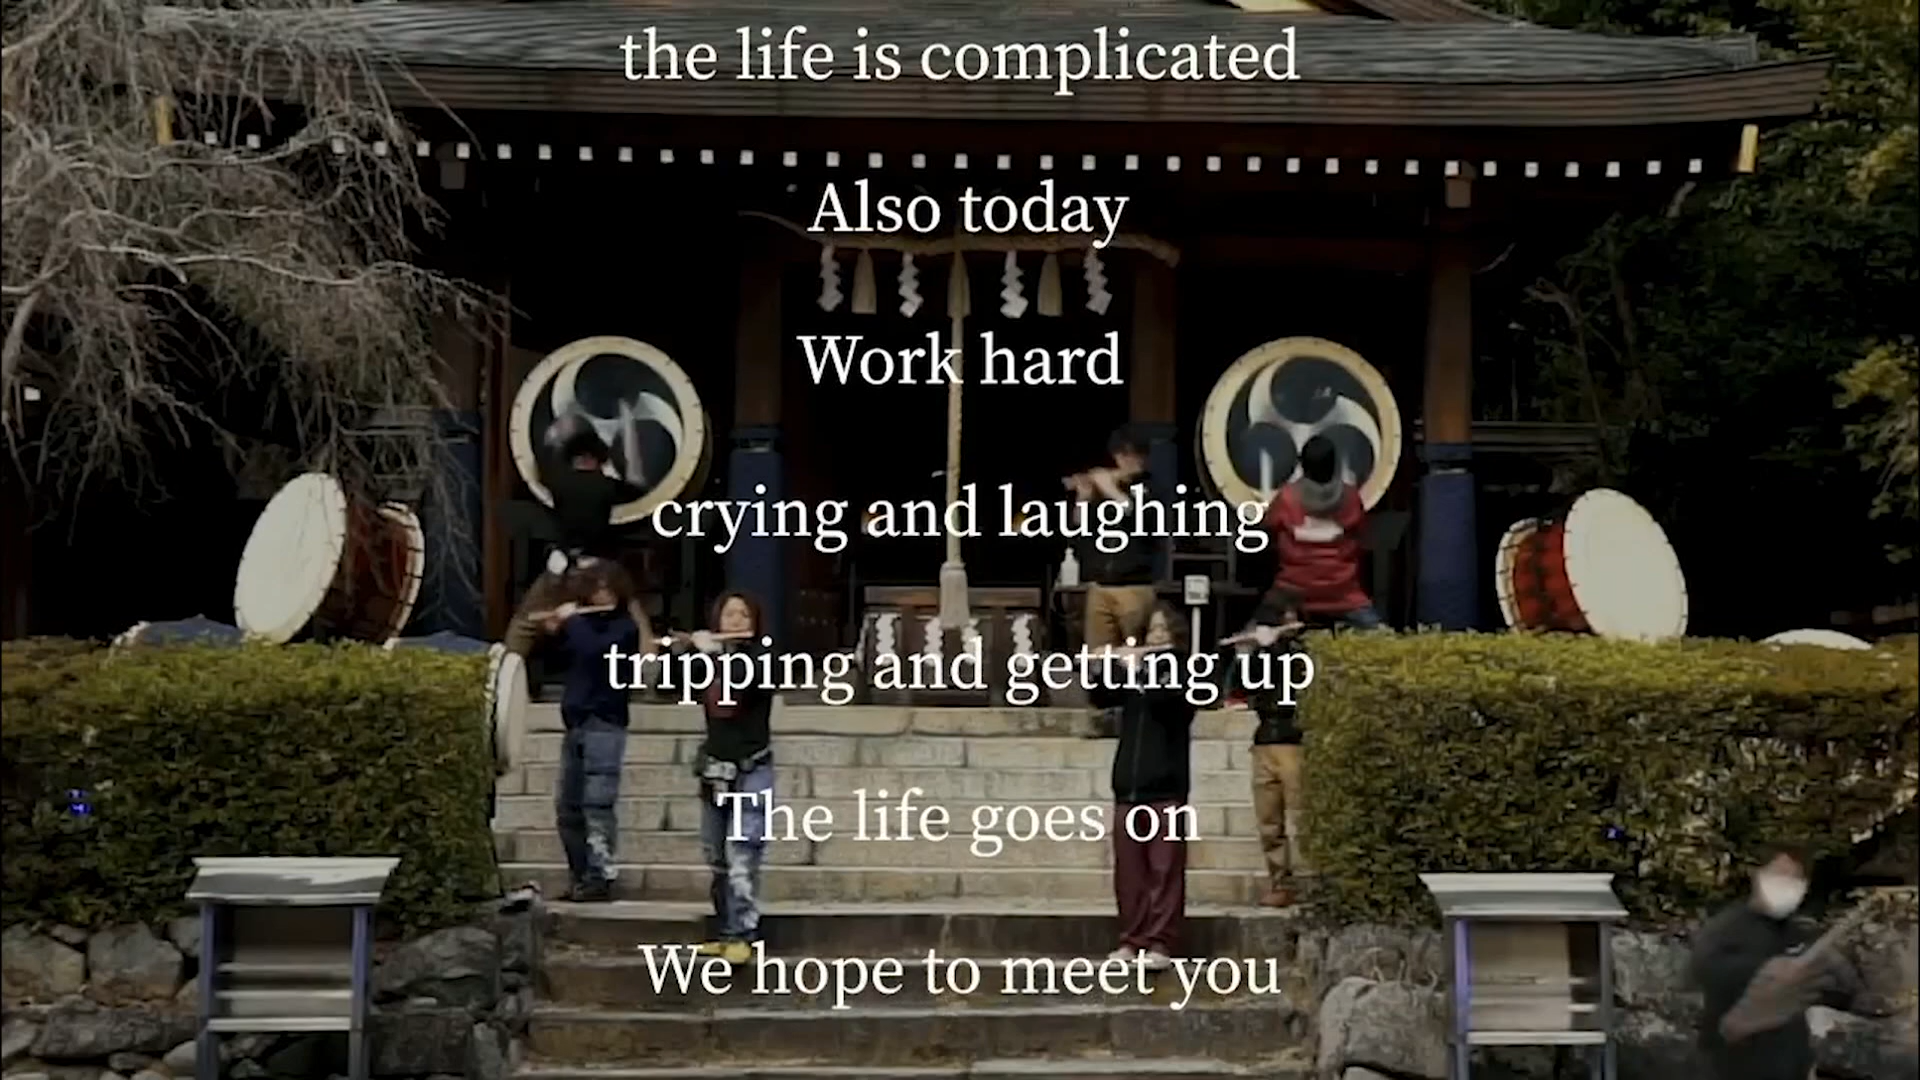 the life is complicated
Also today
Work hard
crying and laughing
tripping and getting up
The life goes on
We hope to meet you